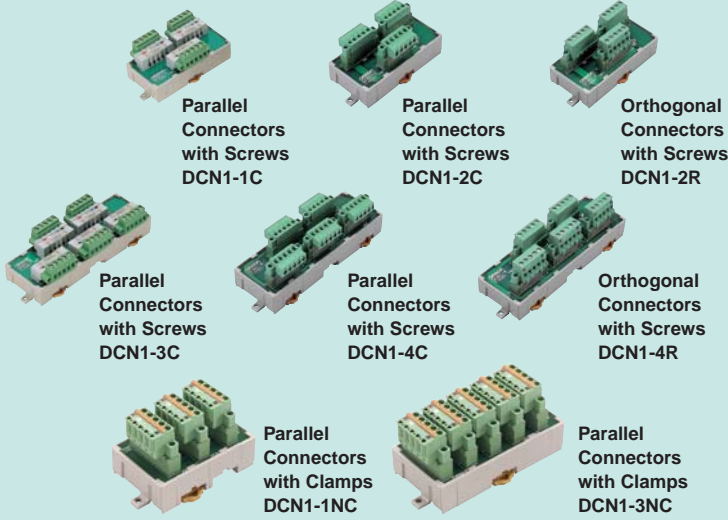 Parallel
Connectors
with Screws
DCN1-1C
Parallel
Connectors
with Screws
DCN1-2C
Orthogonal
Connectors
with Screws
DCN1-2R
Parallel
Connectors
with Screws
DCN1-3C
Parallel
Connectors
with Screws
DCN1-4C
Orthogonal
Connectors
with Screws
DCN1-4R
Parallel
Connectors
with Clamps
DCN1-1NC
Parallel
Connectors
with Clamps
DCN1-3NC